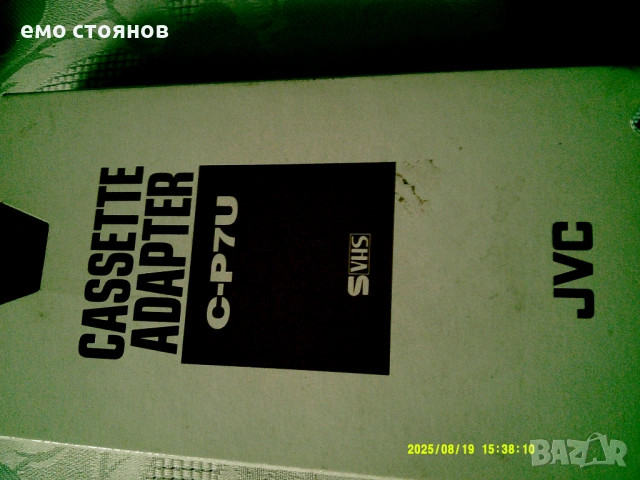 емо стоянов
CASSETTE
ADAPTER
C-P7U
SVHS
JVC
2025/08/19 15:38:10
BAZAR